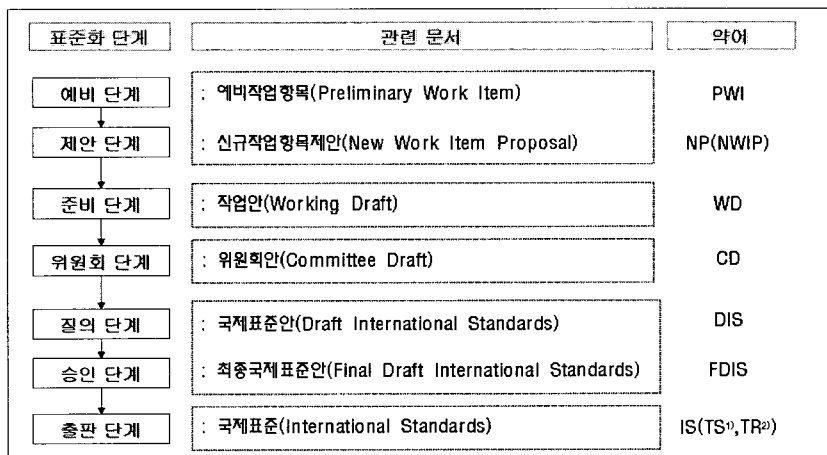 표준화 단계 관련 문서 약어
예비 단계 : 예비작업항목(Preliminary Work Item) PWI
제안 단계 : 신규작업항목제안(New Work Item Proposal) NP(NWIP)
준비 단계 : 작업안(Working Draft) WD
위원회 단계 : 위원회안(Committee Draft) CD
질의 단계 : 국제표준안(Draft International Standards) DIS
승인 단계 : 최종국제표준안(Final Draft International Standards) FDIS
출판 단계 : 국제표준(International Standards) IS(TS¹⁾,TR²⁾)